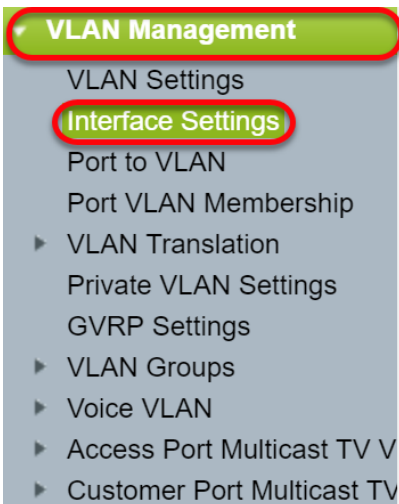 VLAN Management
VLAN Settings
Interface Settings
Port to VLAN
Port VLAN Membership
VLAN Translation
Private VLAN Settings
GVRP Settings
VLAN Groups
Voice VLAN
Access Port Multicast TV V
Customer Port Multicast TV